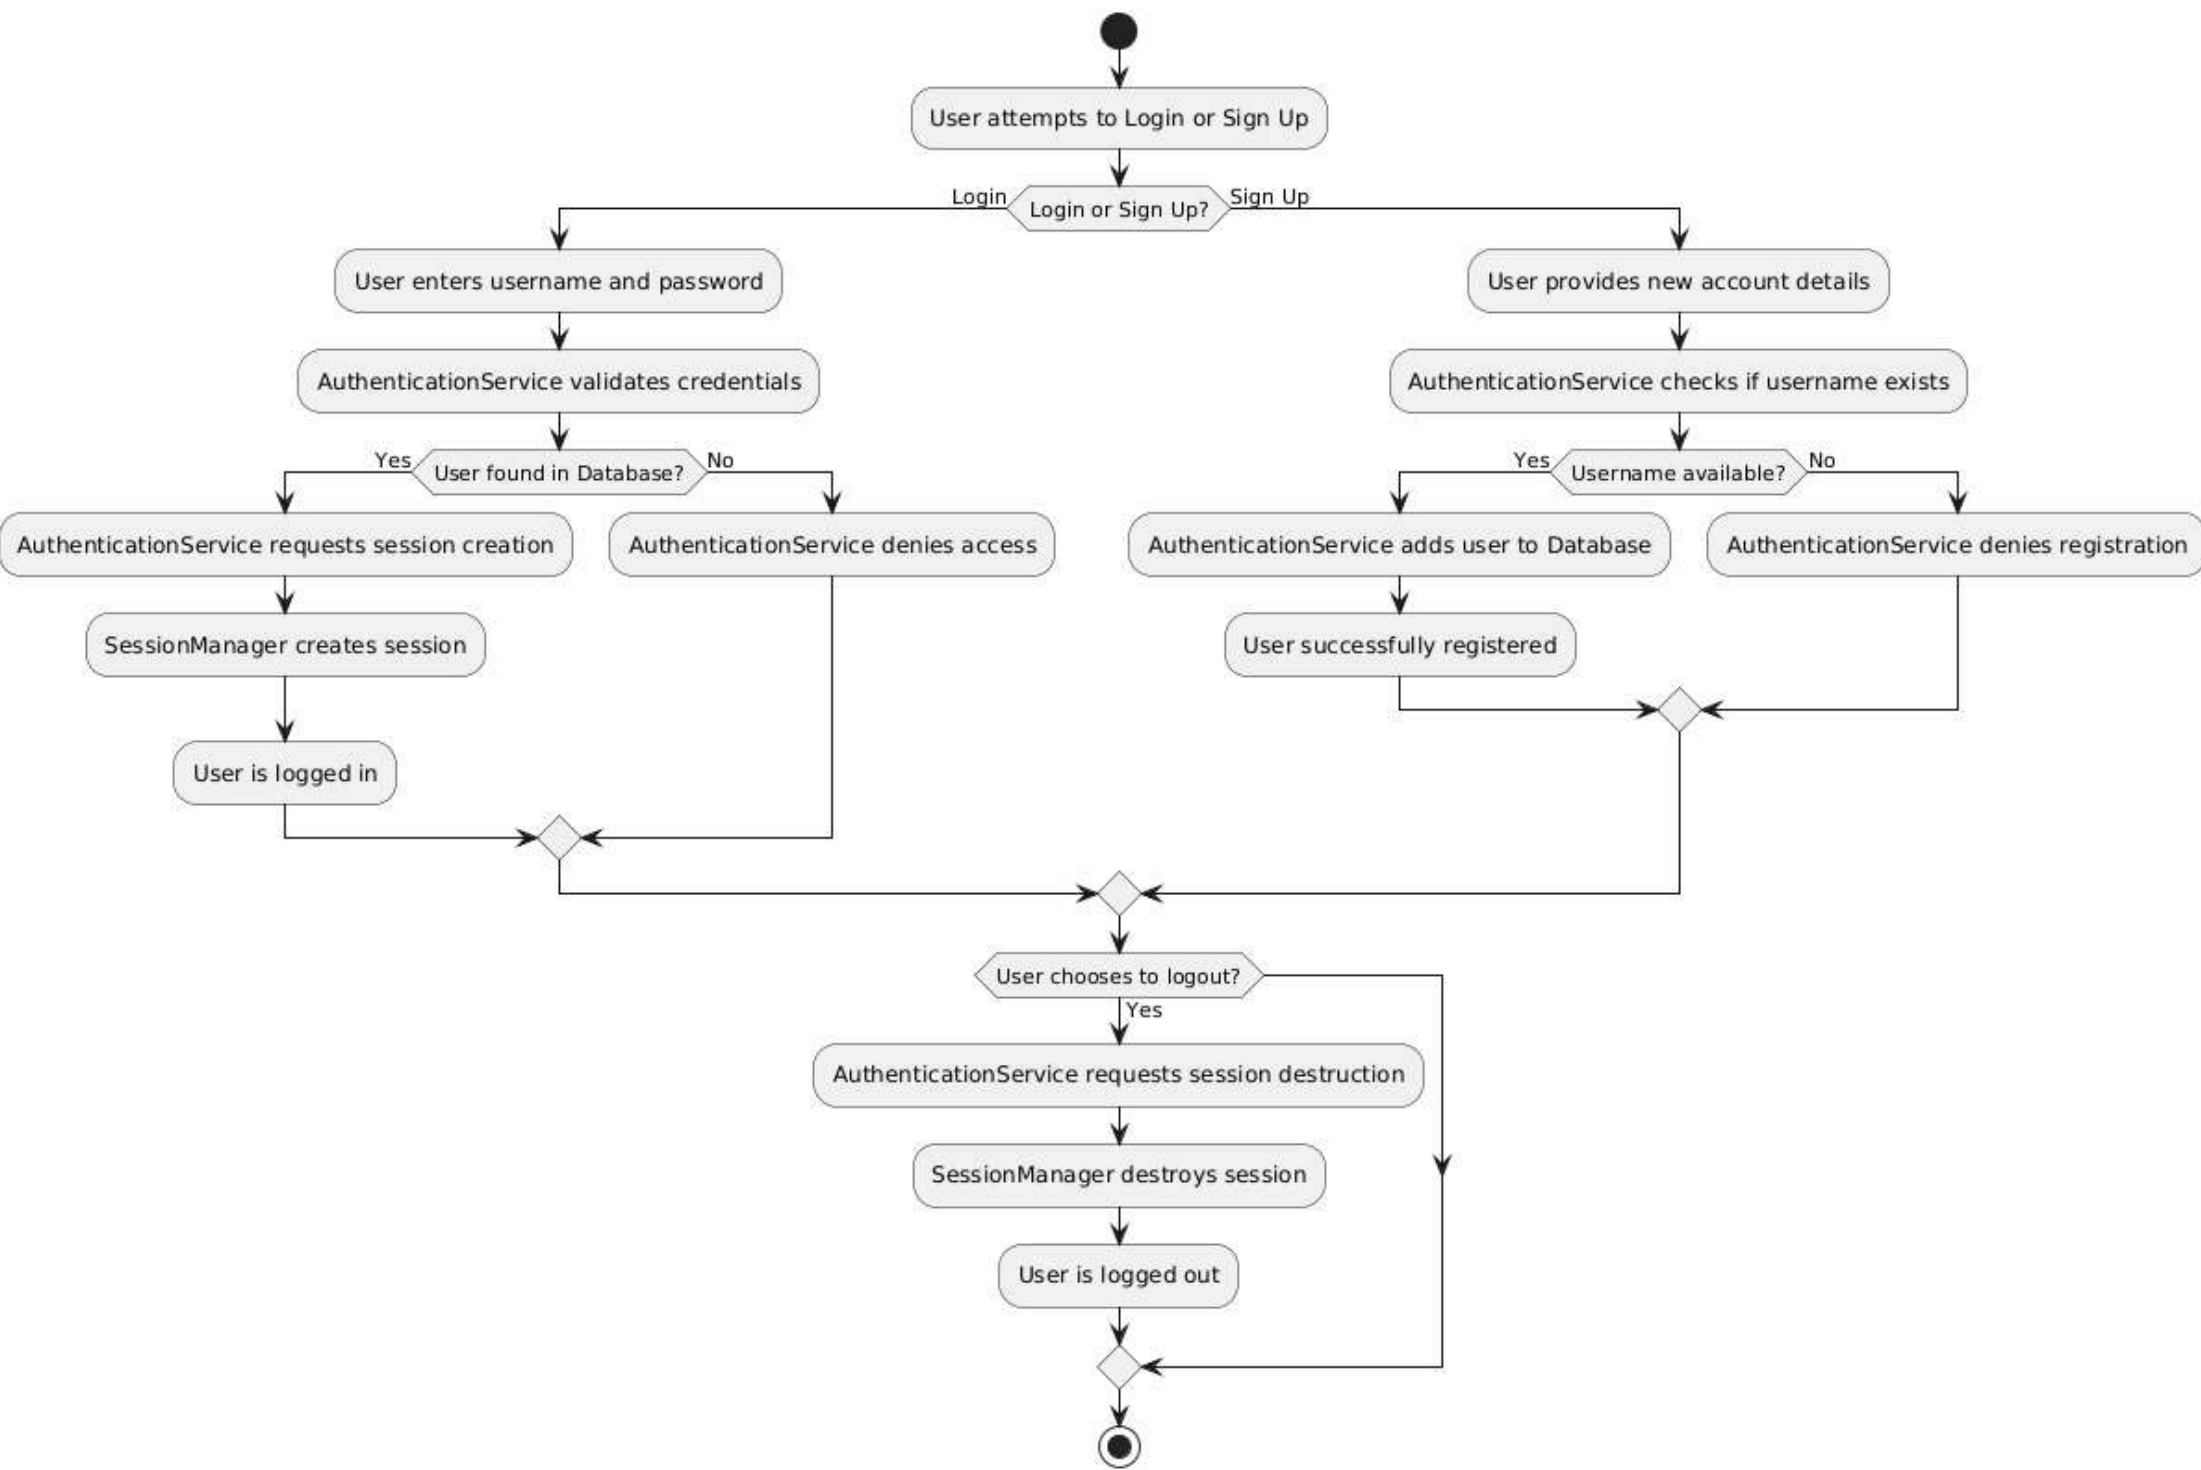 User attempts to Login or Sign Up
Login
Login or Sign Up?
Sign Up
User enters username and password
User provides new account details
AuthenticationService validates credentials
AuthenticationService checks if username exists
Yes
User found in Database?
No
Yes
Username available?
No
AuthenticationService requests session creation
AuthenticationService denies access
AuthenticationService adds user to Database
AuthenticationService denies registration
SessionManager creates session
User successfully registered
User is logged in
User chooses to logout?
Yes
AuthenticationService requests session destruction
SessionManager destroys session
User is logged out